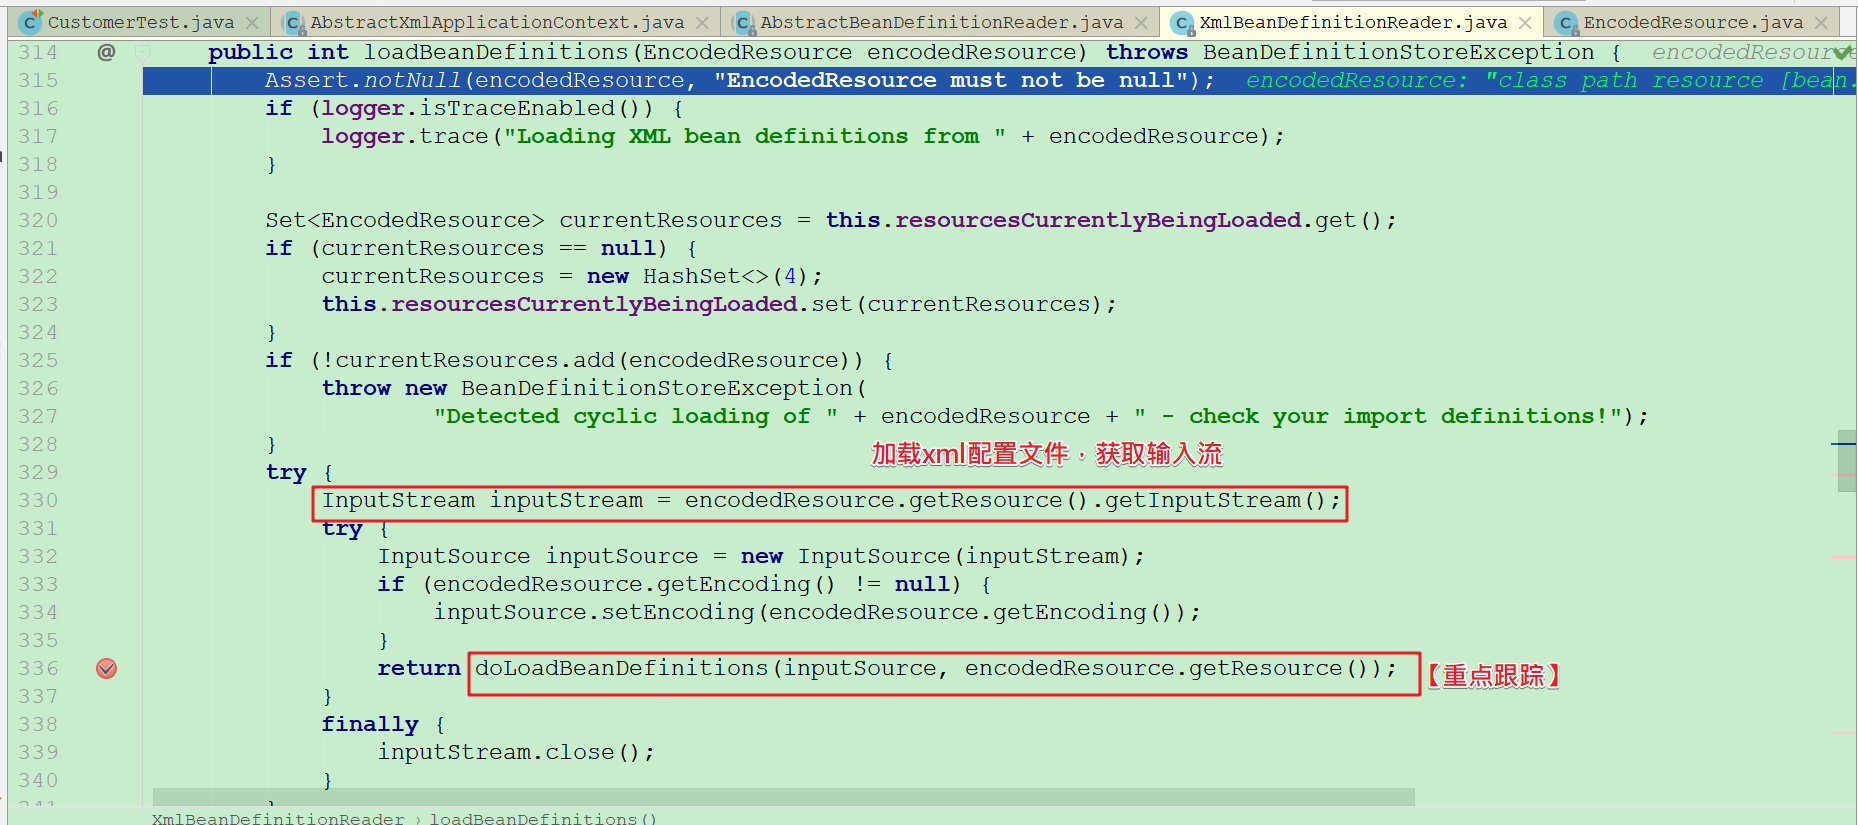 CustomerTest.java AbstractXmlApplicationContext.java AbstractBeanDefinitionReader.java XmlBeanDefinitionReader.java EncodedResource.java
314 @ public int loadBeanDefinitions(EncodedResource encodedResource) throws BeanDefinitionStoreException { encodedResource
315 Assert.notNull(encodedResource, "EncodedResource must not be null"); encodedResource: "class path resource [bean.
316 if (logger.isTraceEnabled()) {
317 logger.trace("Loading XML bean definitions from " + encodedResource);
318 }
319
320 Set<EncodedResource> currentResources = this.resourcesCurrentlyBeingLoaded.get();
321 if (currentResources == null) {
322 currentResources = new HashSet<>(4);
323 this.resourcesCurrentlyBeingLoaded.set(currentResources);
324 }
325 if (!currentResources.add(encodedResource)) {
326 throw new BeanDefinitionStoreException(
327 "Detected cyclic loading of " + encodedResource + " - check your import definitions!");
328 }
加载xml配置文件，获取输入流
329 try {
330 InputStream inputStream = encodedResource.getResource().getInputStream();
331 try {
332 InputSource inputSource = new InputSource(inputStream);
333 if (encodedResource.getEncoding() != null) {
334 inputSource.setEncoding(encodedResource.getEncoding());
335 }
336 return doLoadBeanDefinitions(inputSource, encodedResource.getResource()); 【重点跟踪】
337 }
338 finally {
339 inputStream.close();
340 }
341 }
XmlBeanDefinitionReader › loadBeanDefinitions()